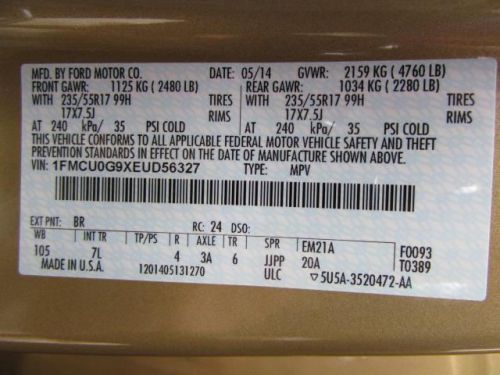 MFD. BY FORD MOTOR CO. DATE: 05/14 GVWR: 2159 KG ( 4760 LB)
FRONT GAWR: 1125 KG ( 2480 LB) REAR GAWR: 1034 KG ( 2280 LB)
WITH 235/55R17 99H TIRES WITH 235/55R17 99H TIRES
17X7.5J RIMS 17X7.5J RIMS
AT 240 kPa/ 35 PSI COLD AT 240 kPa/ 35 PSI COLD
THIS VEHICLE CONFORMS TO ALL APPLICABLE FEDERAL MOTOR VEHICLE SAFETY AND THEFT
PREVENTION STANDARDS IN EFFECT ON THE DATE OF MANUFACTURE SHOWN ABOVE.
VIN: 1FMCU0G9XEUD56327 TYPE: MPV
EXT PNT: BR RC: 24 DSO:
WB INT TR TP/PS R AXLE TR SPR EM21A F0093
105 7L 4 3A 6 JJPP 20A T0389
MADE IN U.S.A. 1201405131270 ULC ▽5U5A-3520472-AA